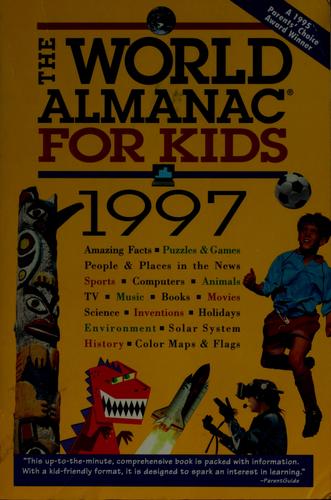 A 1995
Parents' Choice
Award Winner
THE
WORLD
ALMANAC®
FOR KIDS
1997
Amazing Facts ▪ Puzzles & Games
People & Places in the News
Sports ▪ Computers ▪ Animals
TV ▪ Music ▪ Books ▪ Movies
Science ▪ Inventions ▪ Holidays
Environment ▪ Solar System
History ▪ Color Maps & Flags
"This up-to-the-minute, comprehensive book is packed with information.
With a kid-friendly format, it is designed to spark an interest in learning."
–ParentGuide